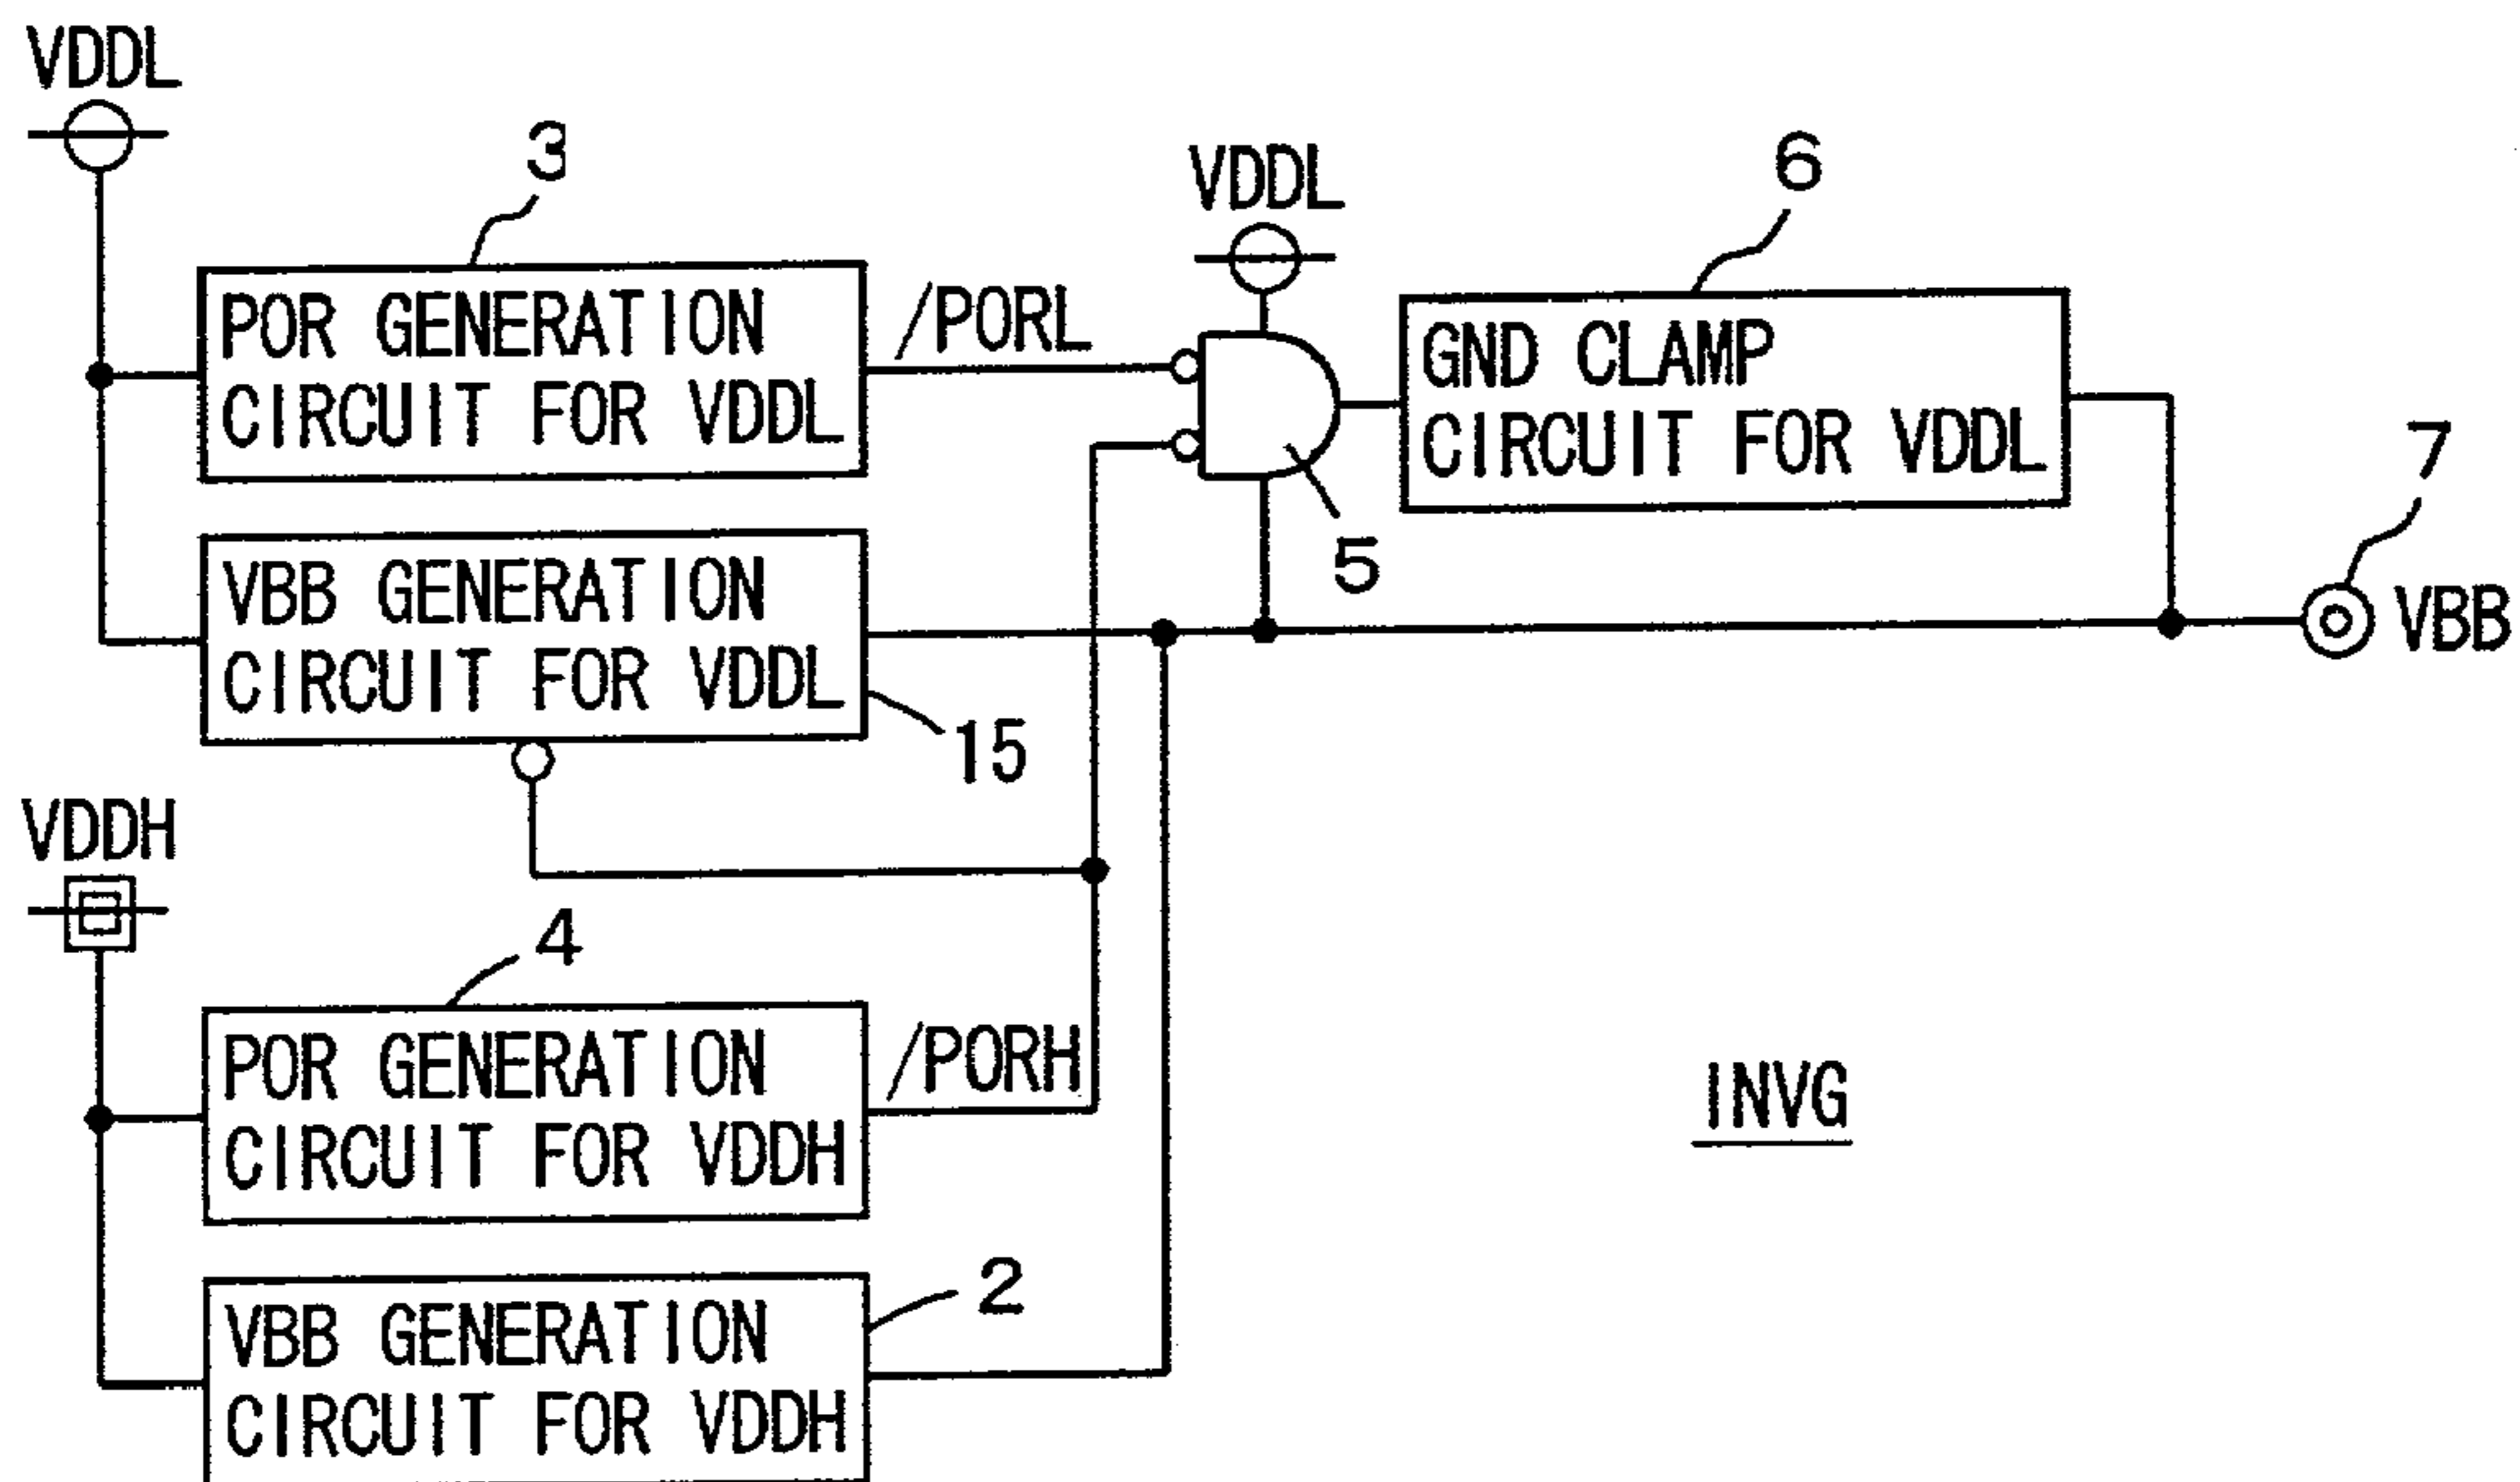 VDDL
3
POR GENERATION
CIRCUIT FOR VDDL
/PORL
VDDL
6
GND CLAMP
CIRCUIT FOR VDDL
5
7
VBB
VBB GENERATION
CIRCUIT FOR VDDL
15
VDDH
4
POR GENERATION
CIRCUIT FOR VDDH
/PORH
INVG
2
VBB GENERATION
CIRCUIT FOR VDDH